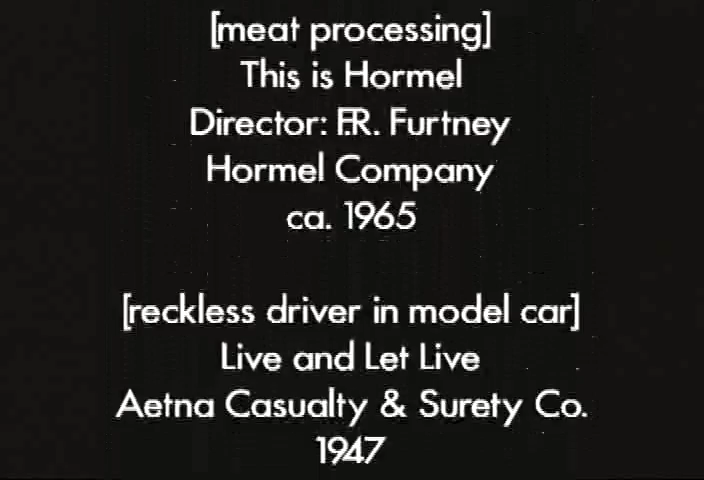 [meat processing]
This is Hormel
Director: F.R. Furtney
Hormel Company
ca. 1965
[reckless driver in model car]
Live and Let Live
Aetna Casualty & Surety Co.
1947